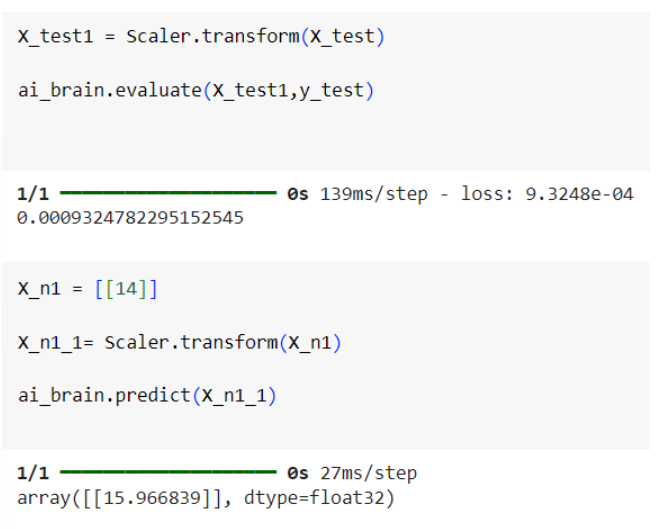 X_test1 = Scaler.transform(X_test)
ai_brain.evaluate(X_test1,y_test)
1/1 ━━━━━━━━━━━━━━━━━━━━ 0s 139ms/step - loss: 9.3248e-04
0.0009324782295152545
X_n1 = [[14]]
X_n1_1= Scaler.transform(X_n1)
ai_brain.predict(X_n1_1)
1/1 ━━━━━━━━━━━━━━━━━━━━ 0s 27ms/step
array([[15.966839]], dtype=float32)